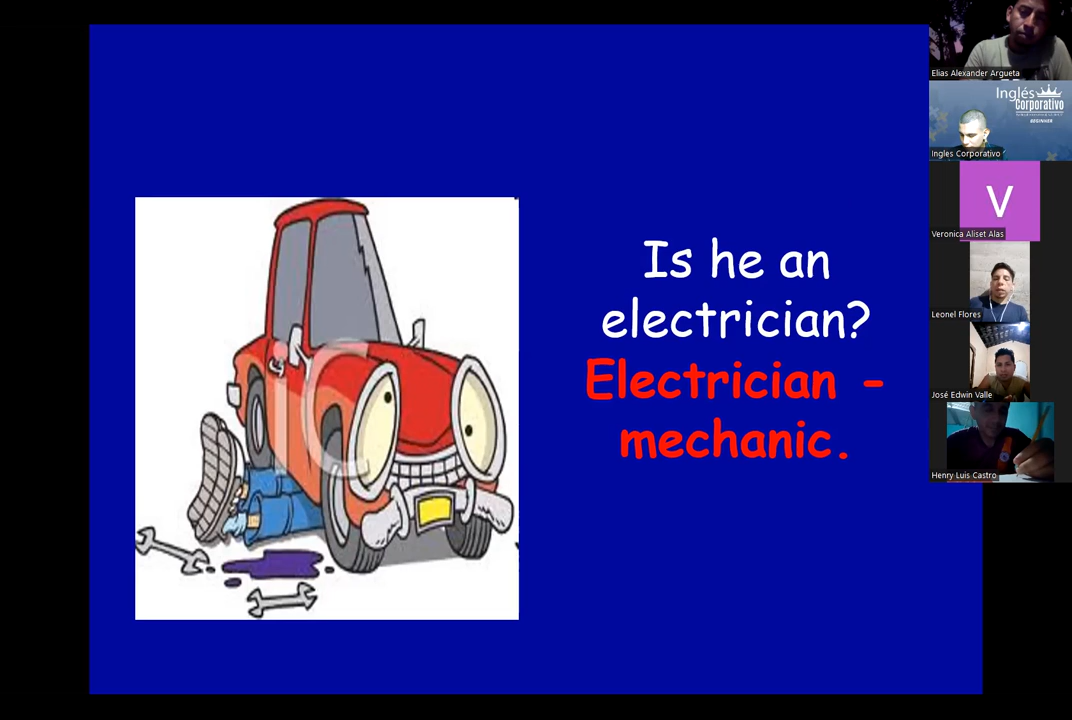 Is he an
electrician?
Electrician -
mechanic.
Elias Alexander Argueta
Inglés
Corporativo
BEGINNER
Ingles Corporativo
V
Veronica Aliset Alas
Leonel Flores
José Edwin Valle
Henry Luis Castro